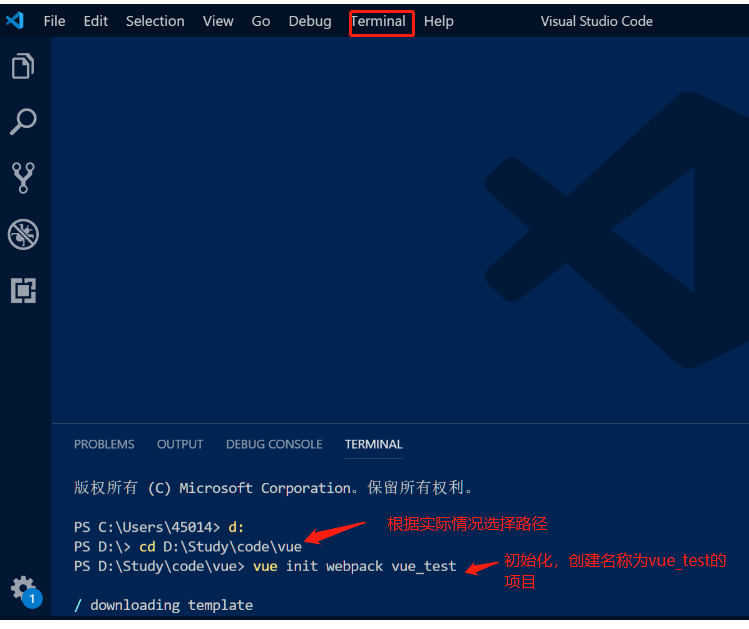 File Edit Selection View Go Debug Terminal Help Visual Studio Code
PROBLEMS OUTPUT DEBUG CONSOLE TERMINAL
版权所有 (C) Microsoft Corporation。保留所有权利。
PS C:\Users\45014> d:
根据实际情况选择路径
PS D:\> cd D:\Study\code\vue
PS D:\Study\code\vue> vue init webpack vue_test
初始化，创建名称为vue_test的
项目
/ downloading template
1